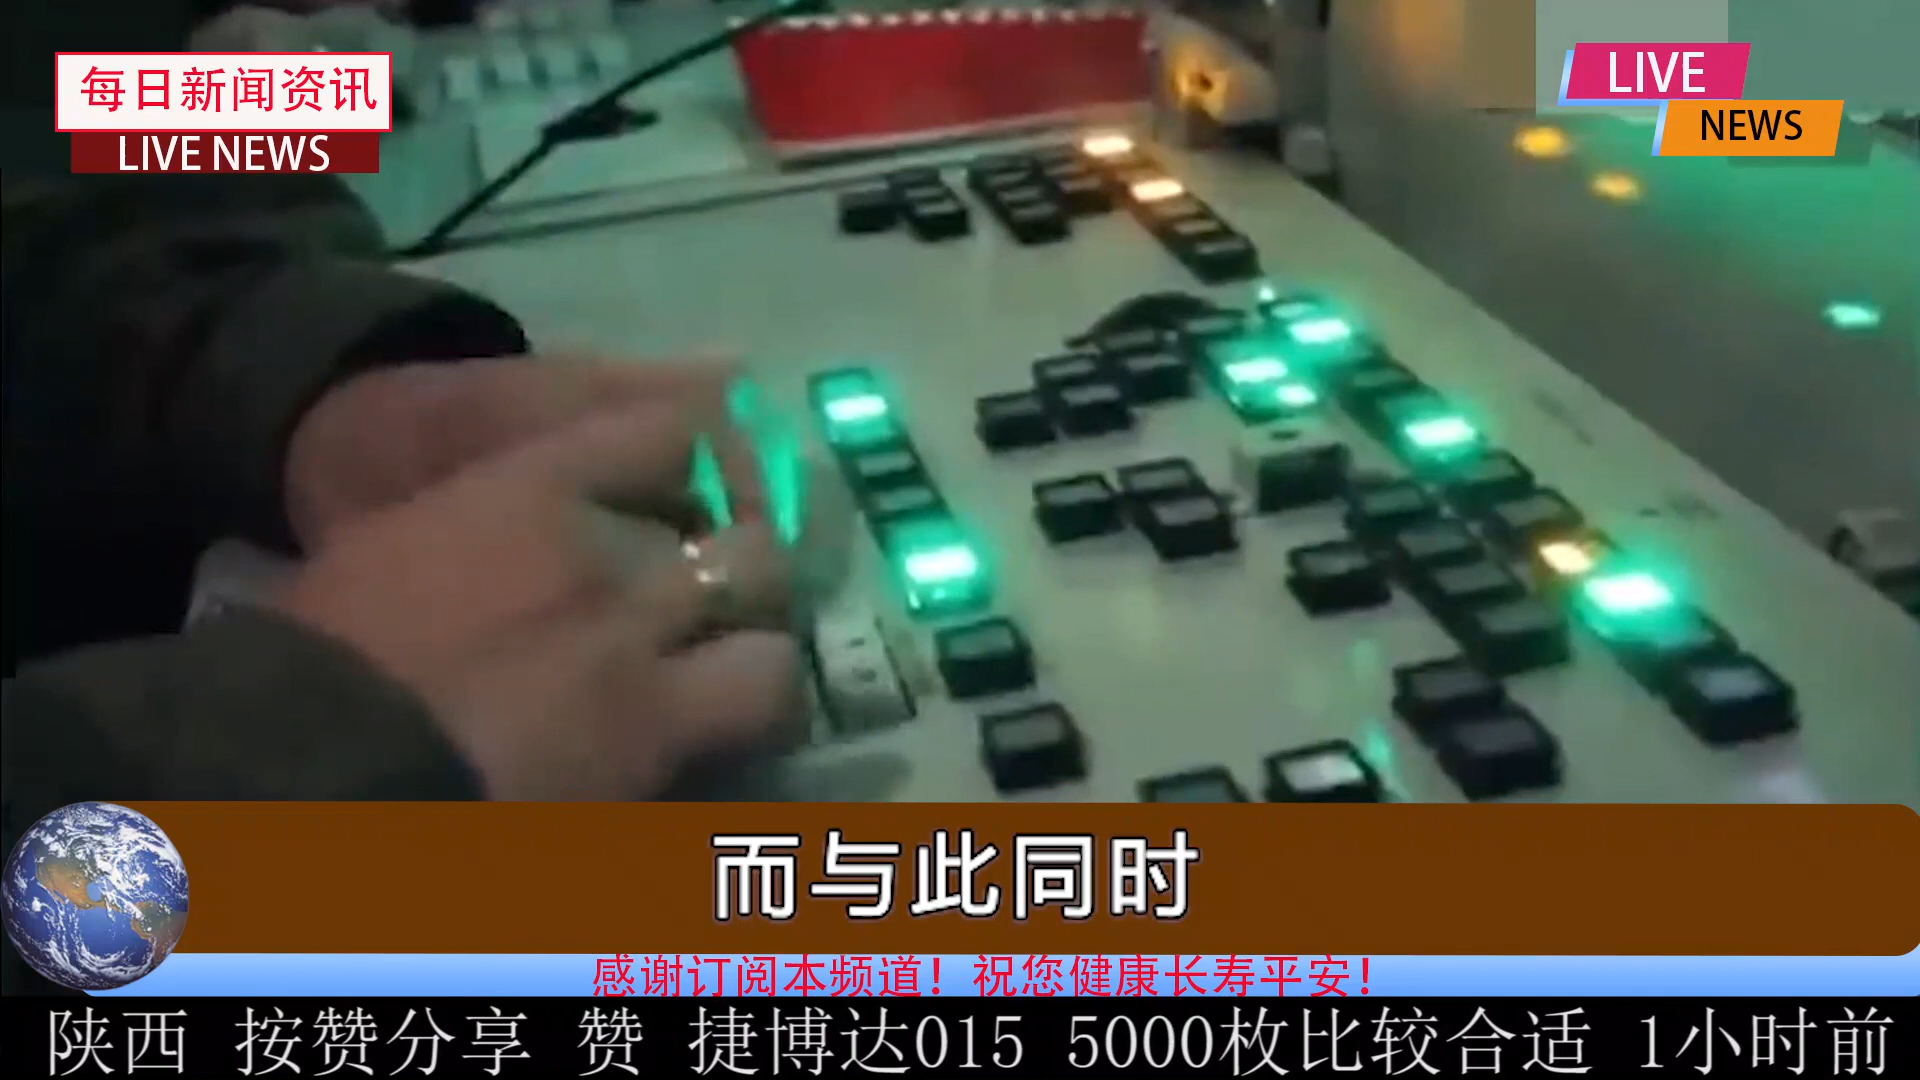 每日新闻资讯
LIVE NEWS
LIVE
NEWS
而与此同时
感谢订阅本频道！祝您健康长寿平安！
陕西 按赞分享 赞 捷博达015 5000枚比较合适 1小时前